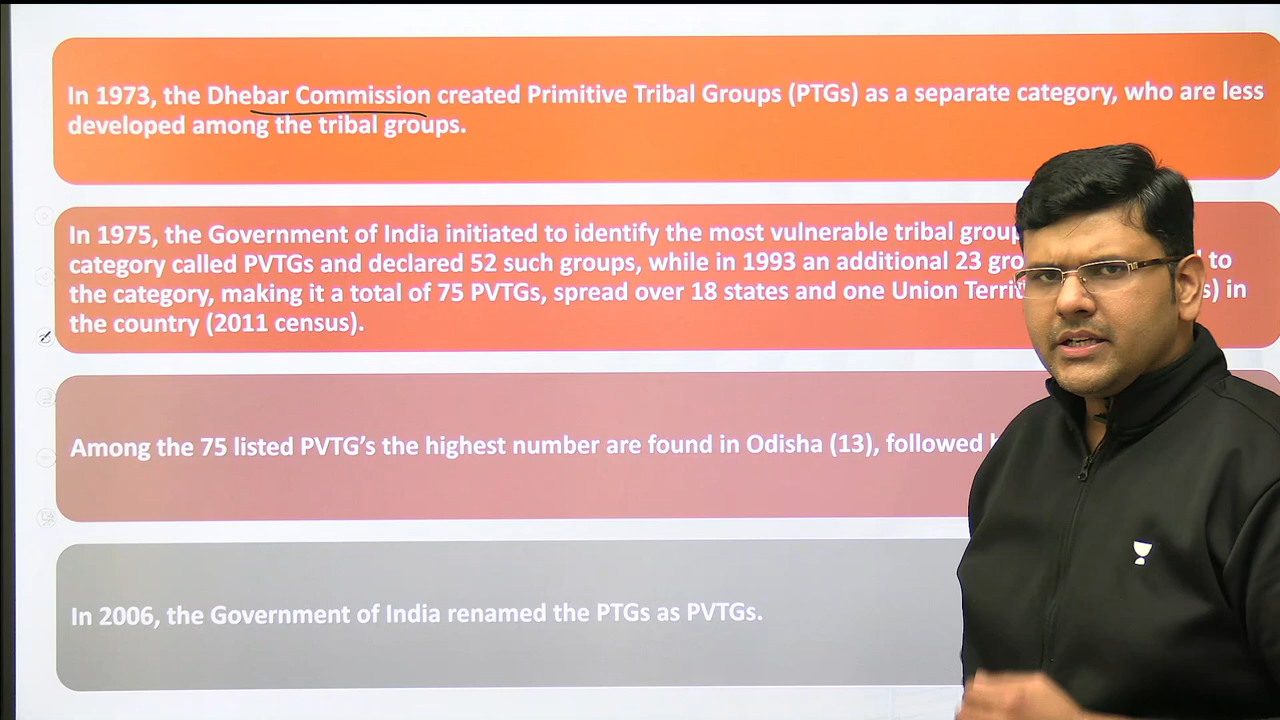 In 1973, the Dhebar Commission created Primitive Tribal Groups (PTGs) as a separate category, who are less
developed among the tribal groups.
In 1975, the Government of India initiated to identify the most vulnerable tribal
category called PVTGs and declared 52 such groups, while in 1993 an additional 23 to
the category, making it a total of 75 PVTGs, spread over 18 states and one Union in
the country (2011 census).
Among the 75 listed PVTG's the highest number are found in Odisha (13), followed
In 2006, the Government of India renamed the PTGs as PVTGs.